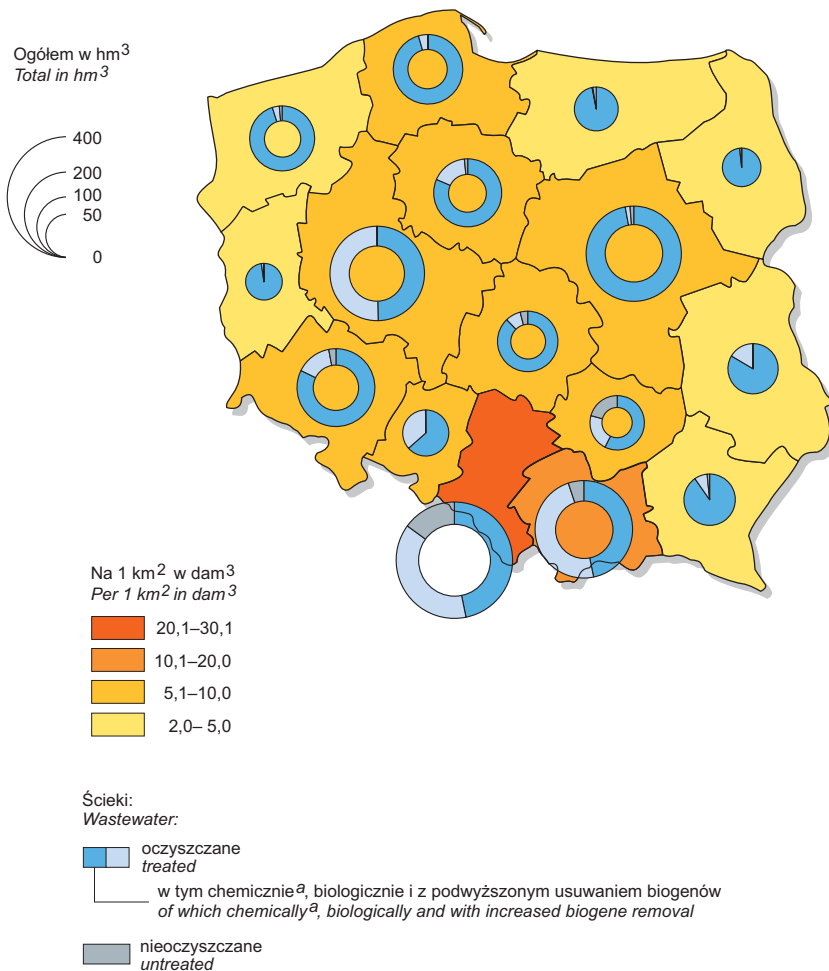 Ogółem w hm³
Total in hm³
400
200
100
50
0
Na 1 km² w dam³
Per 1 km² in dam³
20,1–30,1
10,1–20,0
5,1–10,0
2,0– 5,0
Ścieki:
Wastewater:
oczyszczane
treated
w tym chemicznieᵃ, biologicznie i z podwyższonym usuwaniem biogenów
of which chemicallyᵃ, biologically and with increased biogene removal
nieoczyszczane
untreated